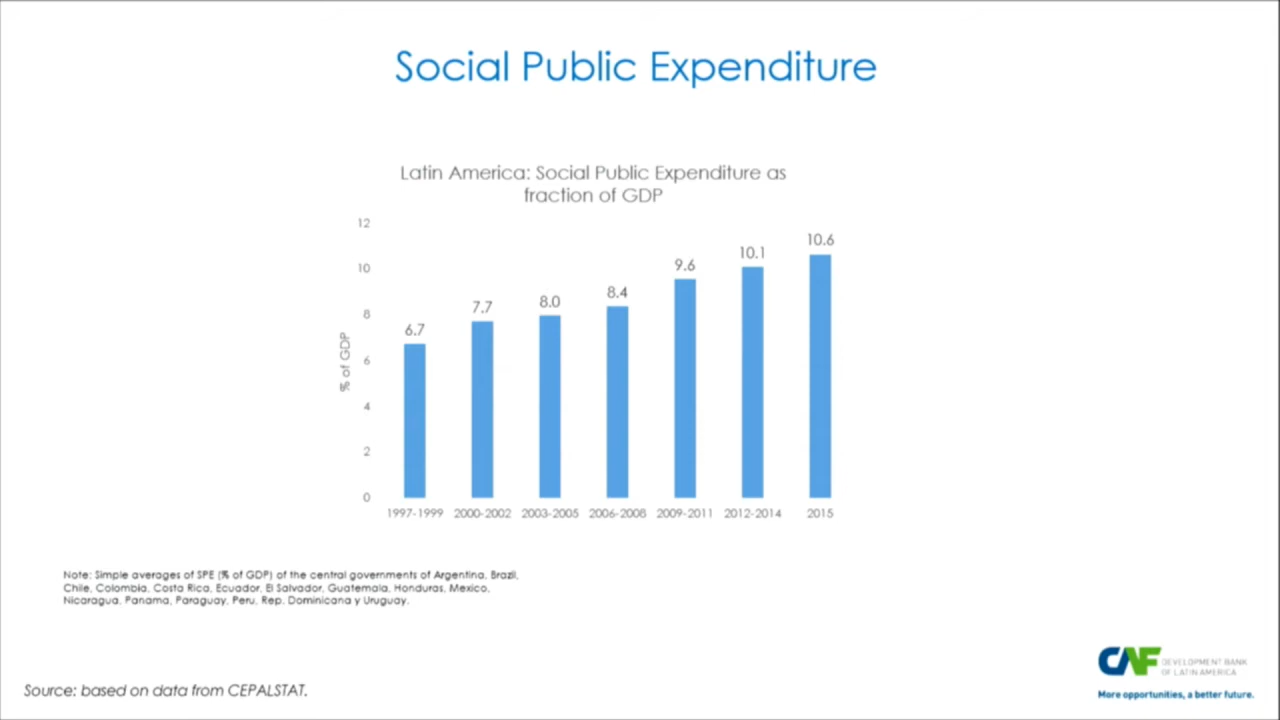 Social Public Expenditure
Latin America: Social Public Expenditure as
fraction of GDP
12
10
8
6
4
2
0
% of GDP
6.7
7.7
8.0
8.4
9.6
10.1
10.6
1997-1999 2000-2002 2003-2005 2006-2008 2009-2011 2012-2014 2015
Note: Simple averages of SPE (% of GDP) of the central governments of Argentina, Brazil,
Chile, Colombia, Costa Rica, Ecuador, El Salvador, Guatemala, Honduras, Mexico,
Nicaragua, Panama, Paraguay, Peru, Rep. Dominicana y Uruguay.
Source: based on data from CEPALSTAT.
CAF DEVELOPMENT BANK
OF LATIN AMERICA
More opportunities, a better future.